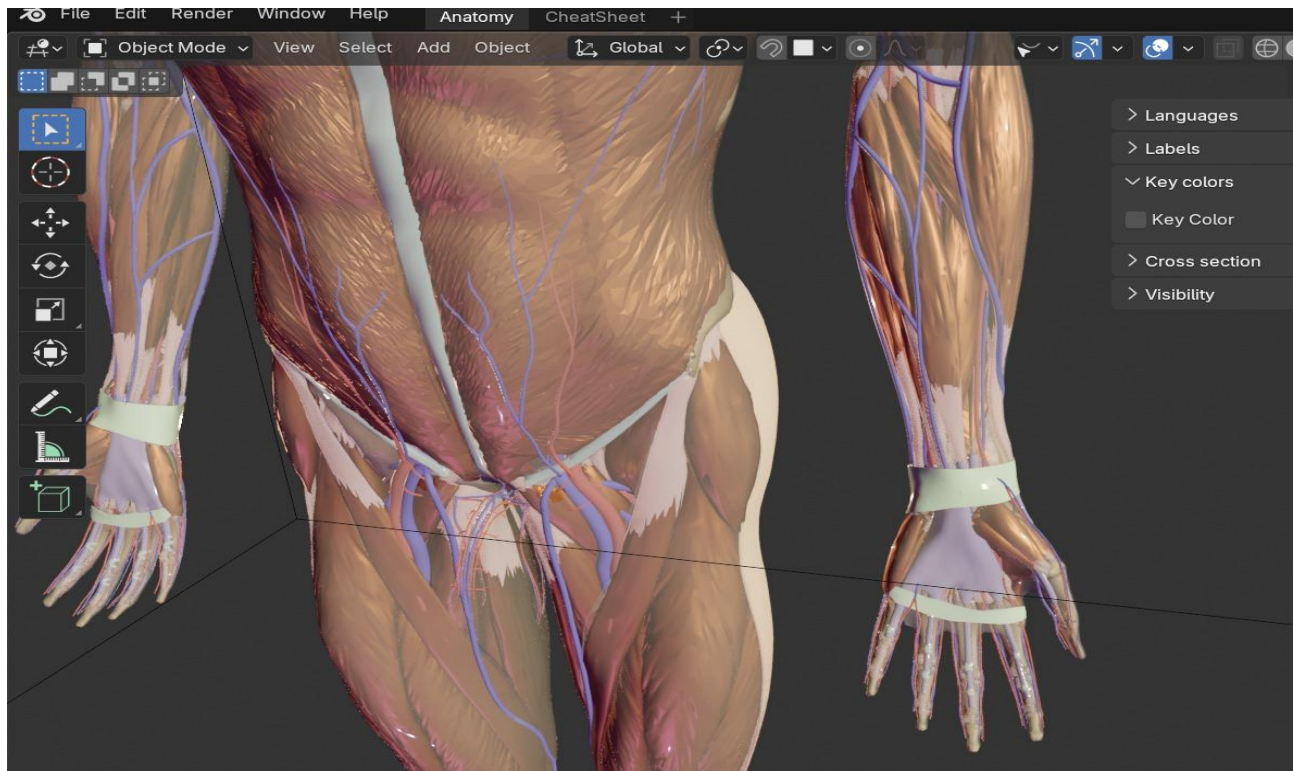 File Edit Render Window Help Anatomy CheatSheet +
Object Mode View Select Add Object Global
Languages
Labels
Key colors
Key Color
Cross section
Visibility